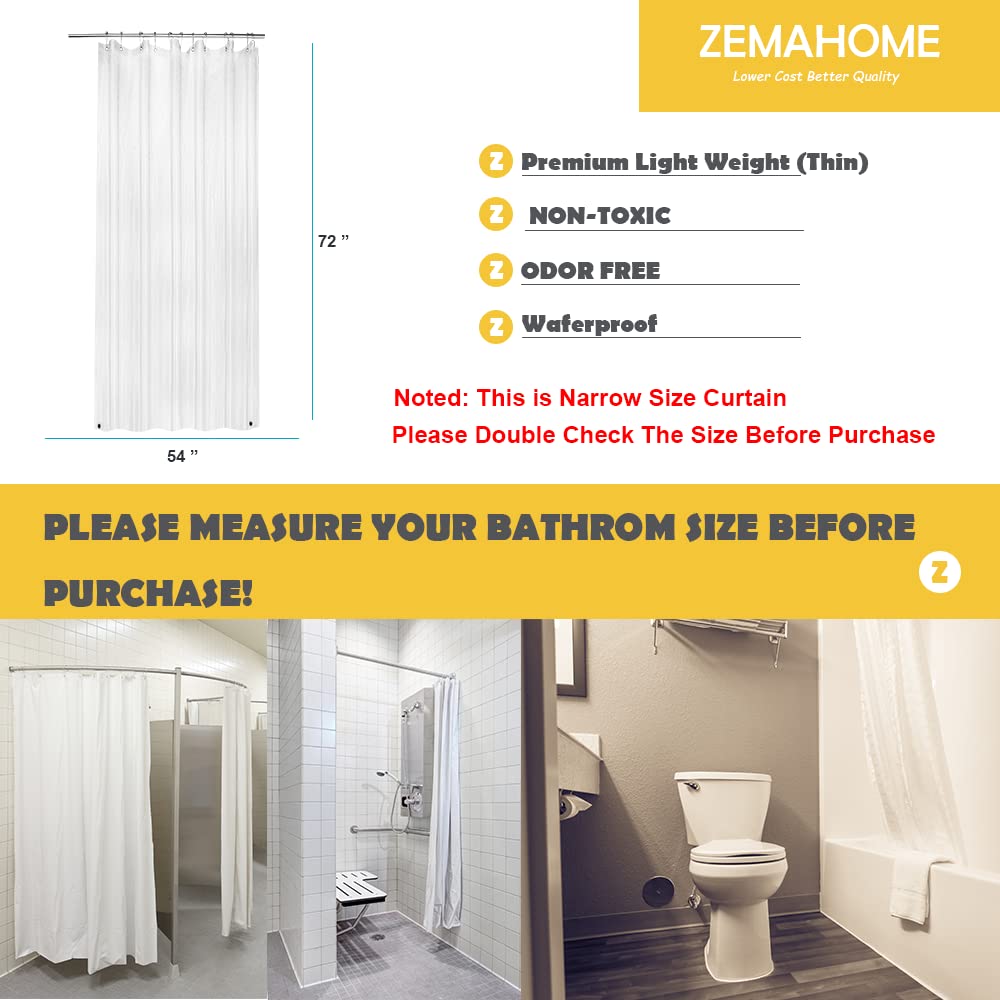 ZEMAHOME
Lower Cost Better Quality
Z Premium Light Weight (Thin)
Z NON-TOXIC
Z ODOR FREE
Z Waferproof
72 ”
54 ”
Noted: This is Narrow Size Curtain
Please Double Check The Size Before Purchase
PLEASE MEASURE YOUR BATHROM SIZE BEFORE
PURCHASE!
Z